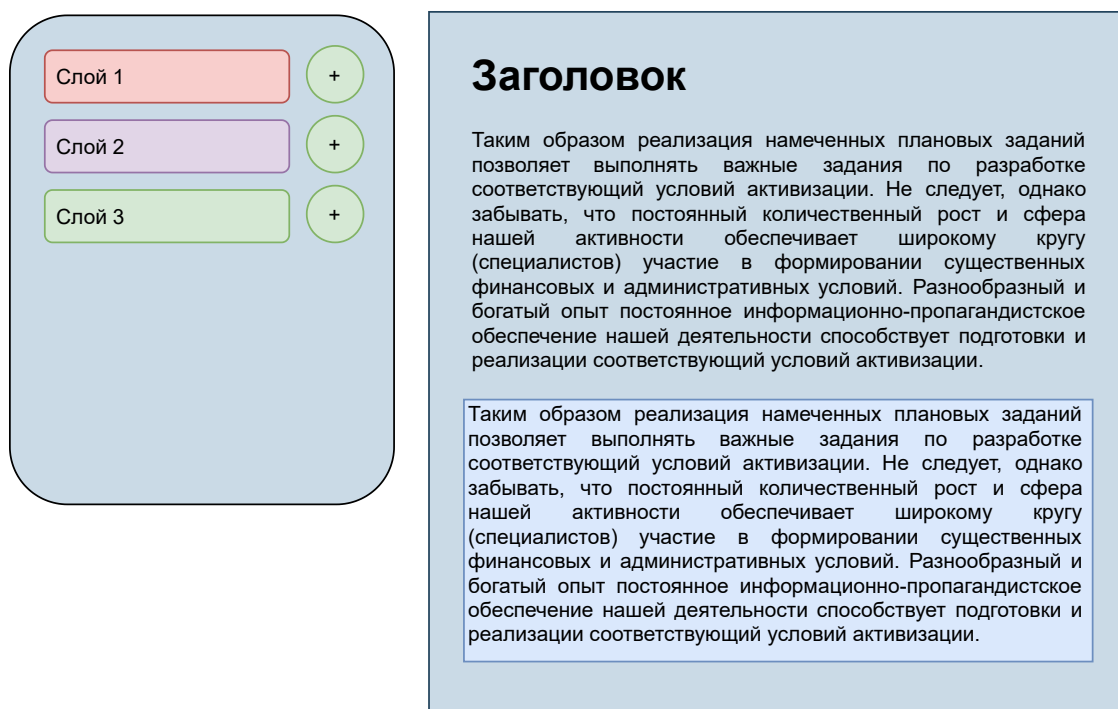 Слой 1 +
Слой 2 +
Слой 3 +
Заголовок
Таким образом реализация намеченных плановых заданий
позволяет выполнять важные задания по разработке
соответствующий условий активизации. Не следует, однако
забывать, что постоянный количественный рост и сфера
нашей активности обеспечивает широкому кругу
(специалистов) участие в формировании существенных
финансовых и административных условий. Разнообразный и
богатый опыт постоянное информационно-пропагандистское
обеспечение нашей деятельности способствует подготовки и
реализации соответствующий условий активизации.
Таким образом реализация намеченных плановых заданий
позволяет выполнять важные задания по разработке
соответствующий условий активизации. Не следует, однако
забывать, что постоянный количественный рост и сфера
нашей активности обеспечивает широкому кругу
(специалистов) участие в формировании существенных
финансовых и административных условий. Разнообразный и
богатый опыт постоянное информационно-пропагандистское
обеспечение нашей деятельности способствует подготовки и
реализации соответствующий условий активизации.